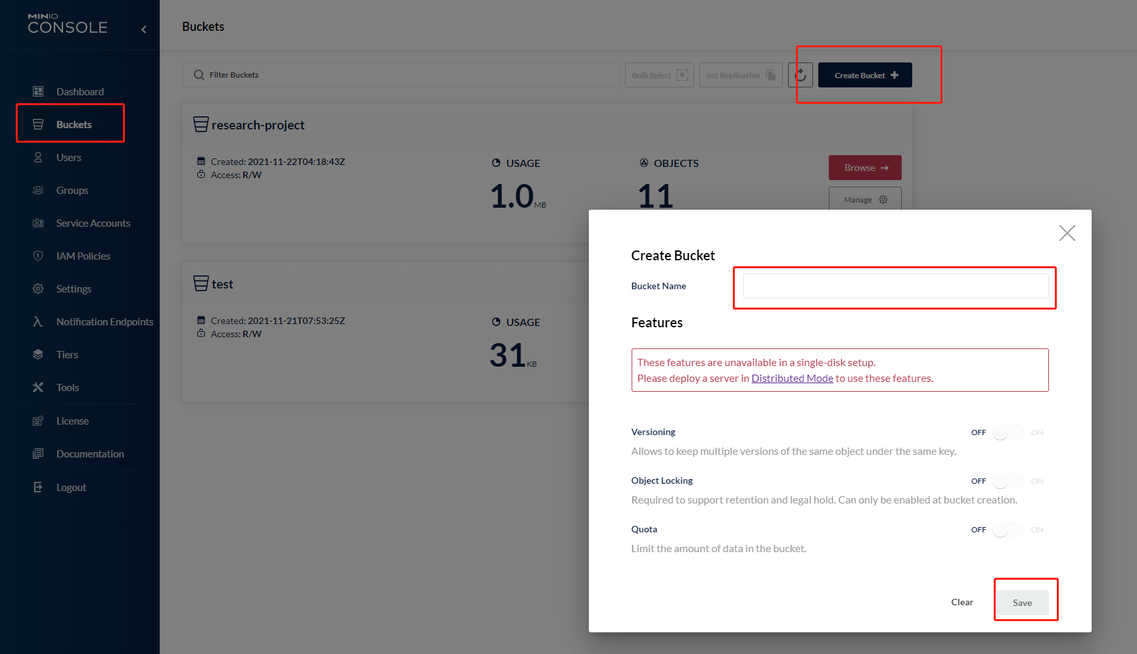 MINIO
CONSOLE
Buckets
Filter Buckets
Bulk Select
Set Replication
Create Bucket
Dashboard
Buckets
Users
Groups
Service Accounts
IAM Policies
Settings
Notification Endpoints
Tiers
Tools
License
Documentation
Logout
research-project
Created: 2021-11-22T04:18:43Z
Access: R/W
USAGE
1.0 MB
OBJECTS
11
Browse
Manage
test
Created: 2021-11-21T07:53:25Z
Access: R/W
USAGE
31 KB
Create Bucket
Bucket Name
Features
These features are unavailable in a single-disk setup.
Please deploy a server in Distributed Mode to use these features.
Versioning OFF ON
Allows to keep multiple versions of the same object under the same key.
Object Locking OFF ON
Required to support retention and legal hold. Can only be enabled at bucket creation.
Quota OFF ON
Limit the amount of data in the bucket.
Clear Save